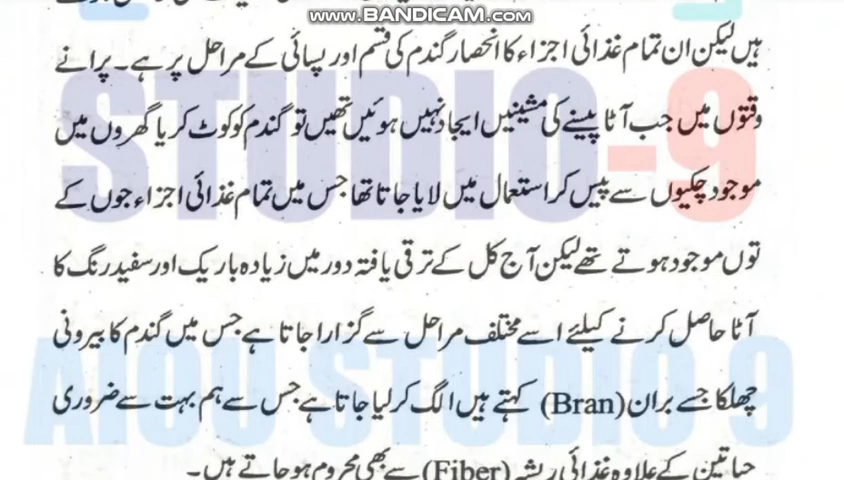 www.BANDICAM.com
ہیں لیکن ان تمام غذائی اجزاء کا انحصار گندم کی قسم اور پسائی کے مراحل پر ہے۔ پرانے
وقتوں میں جب آٹا پیسنے کی مشینیں ایجاد نہیں ہوئیں تھیں تو گندم کو کوٹ کر یا گھروں میں
موجود چکیوں سے پیس کر استعمال میں لایا جاتا تھا جس میں تمام غذائی اجزاء جوں کے
توں موجود ہوتے تھے لیکن آج کل کے ترقی یافتہ دور میں زیادہ باریک اور سفید رنگ کا
آٹا حاصل کرنے کیلئے اسے مختلف مراحل سے گزارا جاتا ہے جس میں گندم کا بیرونی
چھلکا جسے بران (Bran) کہتے ہیں الگ کر لیا جاتا ہے جس سے ہم بہت سے ضروری
حیاتین کے علاوہ غذائی ریشہ (Fiber) سے بھی محروم ہو جاتے ہیں۔
STUDIO-9
AIOU STUDIO 9